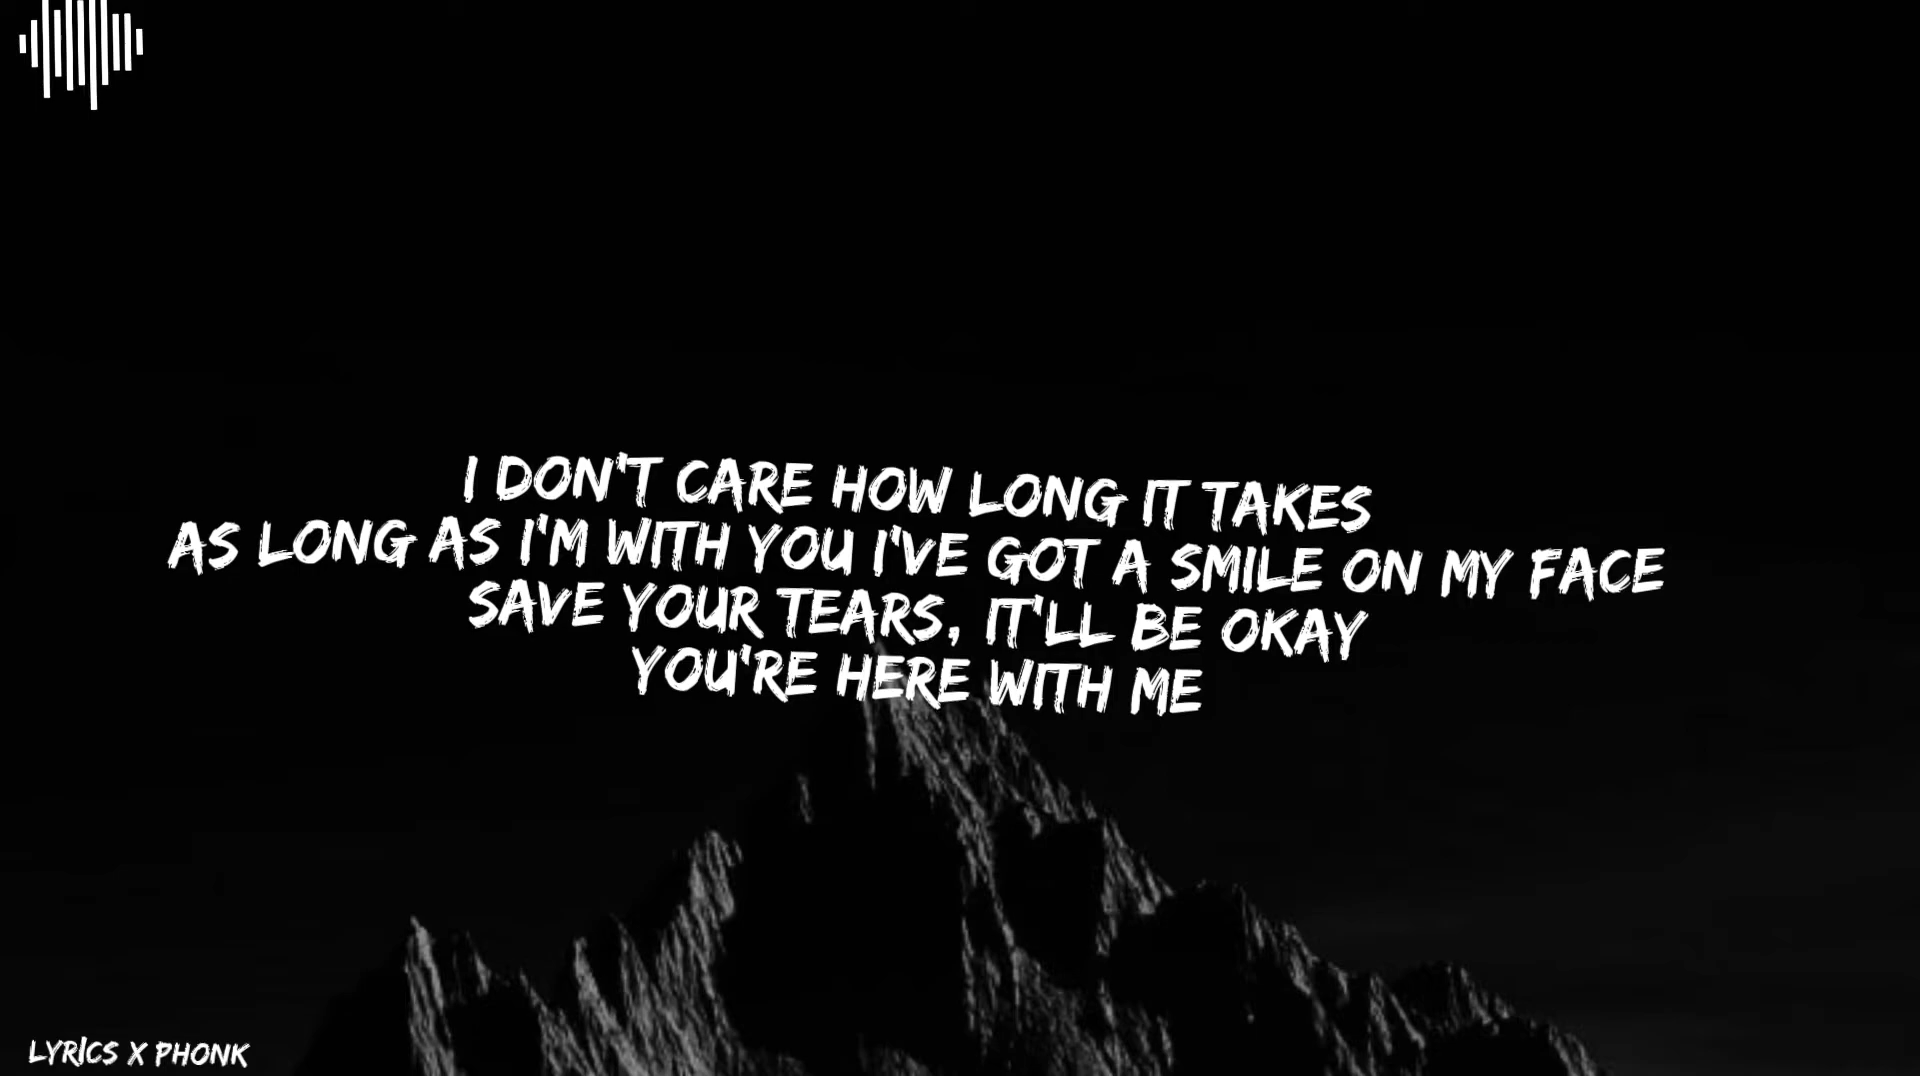 I DON'T CARE HOW LONG IT TAKES
AS LONG AS I'M WITH YOU I'VE GOT A SMILE ON MY FACE
SAVE YOUR TEARS, IT'LL BE OKAY
YOU'RE HERE WITH ME
LYRICS X PHONK